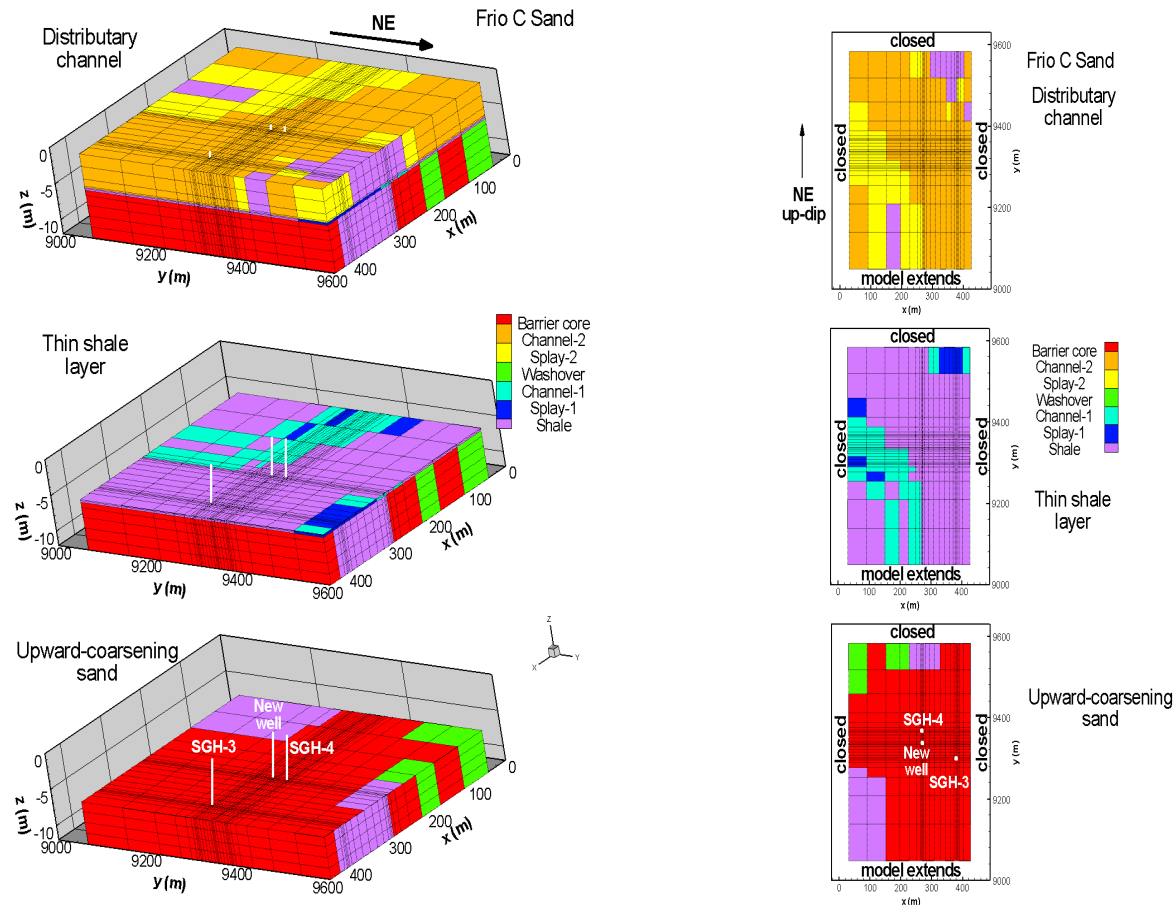 Distributary
channel
NE
Frio C Sand
0
-5
-10
z (m)
9000
9200
9400
9600
y (m)
400
300
200
100
0
x (m)
Thin shale
layer
Barrier core
Channel-2
Splay-2
Washover
Channel-1
Splay-1
Shale
0
-5
-10
z (m)
9000
9200
9400
9600
y (m)
400
300
200
100
0
x (m)
Upward-coarsening
sand
Z
X
Y
New
well
SGH-3
SGH-4
0
-5
-10
z (m)
9000
9200
9400
9600
y (m)
400
300
200
100
0
x (m)
closed
Frio C Sand
Distributary
channel
closed
closed
NE
up-dip
model extends
9600
9400
9200
9000
y (m)
0
100
200
300
400
x (m)
closed
closed
closed
model extends
9600
9400
9200
9000
y (m)
0
100
200
300
400
x (m)
Barrier core
Channel-2
Splay-2
Washover
Channel-1
Splay-1
Shale
Thin shale
layer
closed
closed
closed
SGH-4
New
well
SGH-3
model extends
9600
9400
9200
9000
y (m)
0
100
200
300
400
x (m)
Upward-coarsening
sand